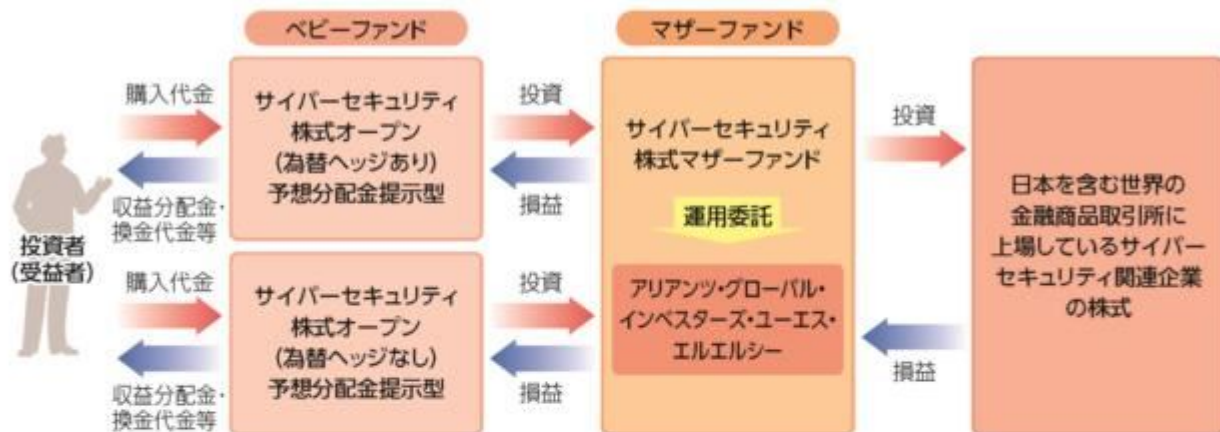 ベビーファンド
マザーファンド
購入代金
サイバーセキュリティ
株式オープン
(為替ヘッジあり)
予想分配金提示型
収益分配金・
換金代金等
投資
損益
投資者
(受益者)
購入代金
サイバーセキュリティ
株式オープン
(為替ヘッジなし)
予想分配金提示型
収益分配金・
換金代金等
投資
損益
サイバーセキュリティ
株式マザーファンド
運用委託
アリアンツ・グローバル・
インベスターズ・ユーエス・
エルエルシー
投資
損益
日本を含む世界の
金融商品取引所に
上場しているサイバー
セキュリティ関連企業
の株式